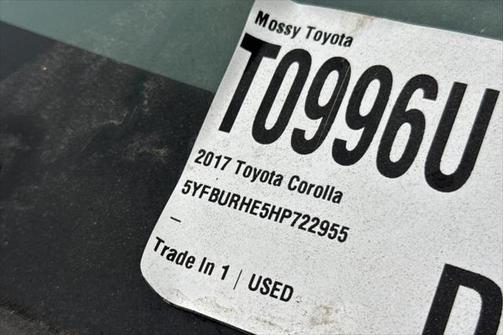 Mossy Toyota
T0996U
2017 Toyota Corolla
5YFBURHE5HP722955
–
Trade In 1 | USED
D